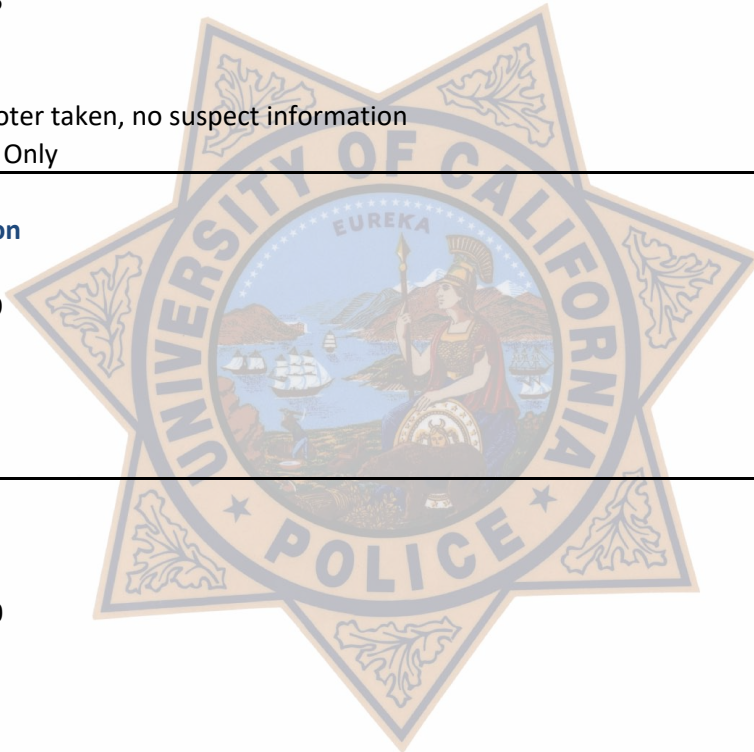 oter taken, no suspect information
Only
on
UNIVERSITY OF CALIFORNIA
EUREKA
POLICE